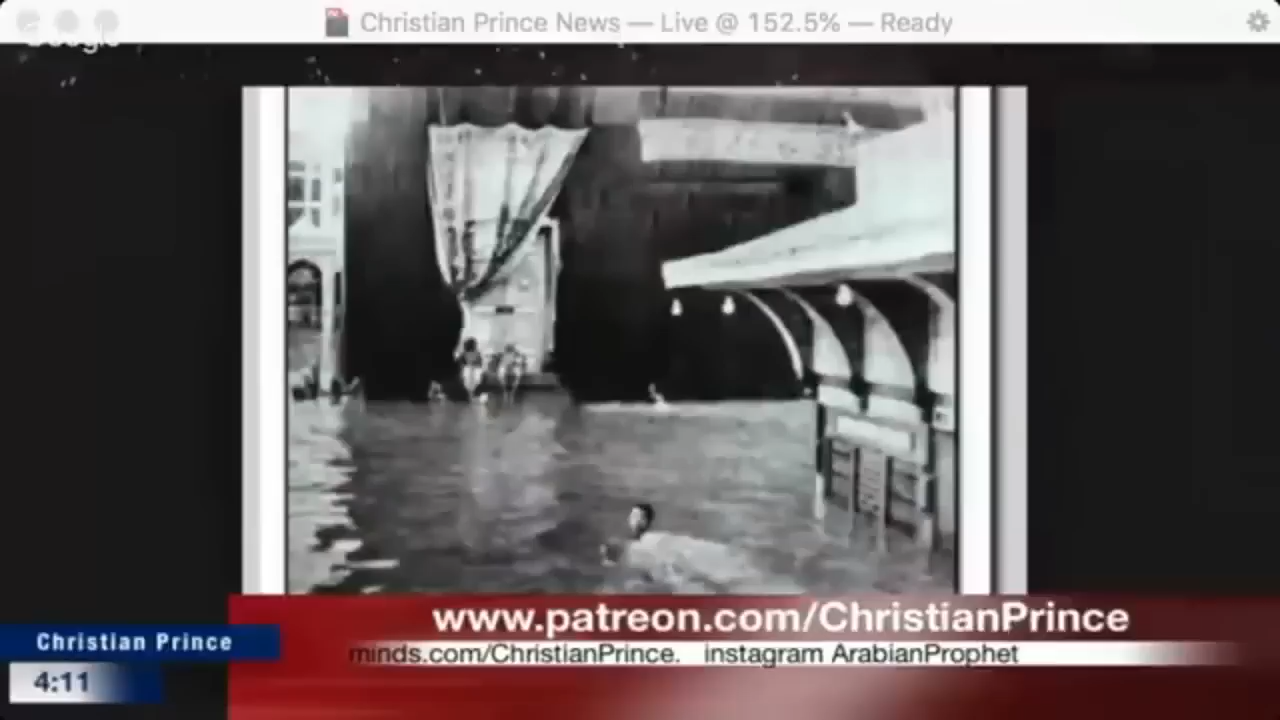 Christian Prince News — Live @ 152.5% — Ready
Google
www.patreon.com/ChristianPrince
minds.com/ChristianPrince. instagram ArabianProphet
Christian Prince
4:11